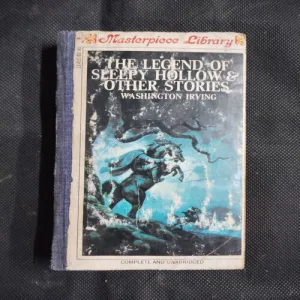 Masterpiece Library
THE LEGEND OF
SLEEPY HOLLOW &
OTHER STORIES
WASHINGTON IRVING
COMPLETE AND UNABRIDGED